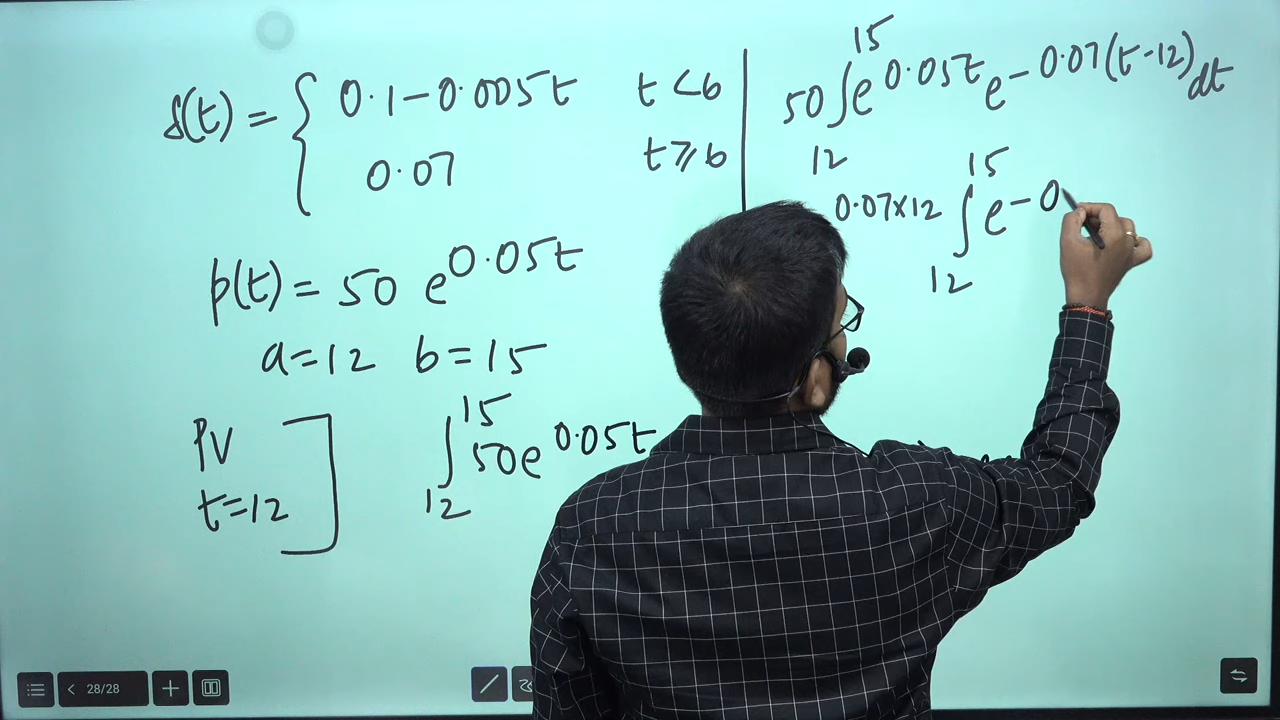 δ(t) = { 0.1 - 0.005t t < 6
0.07 t ≥ 6
p(t) = 50 e^0.05t
a = 12 b = 15
PV
t = 12
∫_12^15 50e^0.05t
50 ∫_12^15 e^0.05t e^-0.07(t-12) dt
0.07×12 ∫_12^15 e^-0
28/28